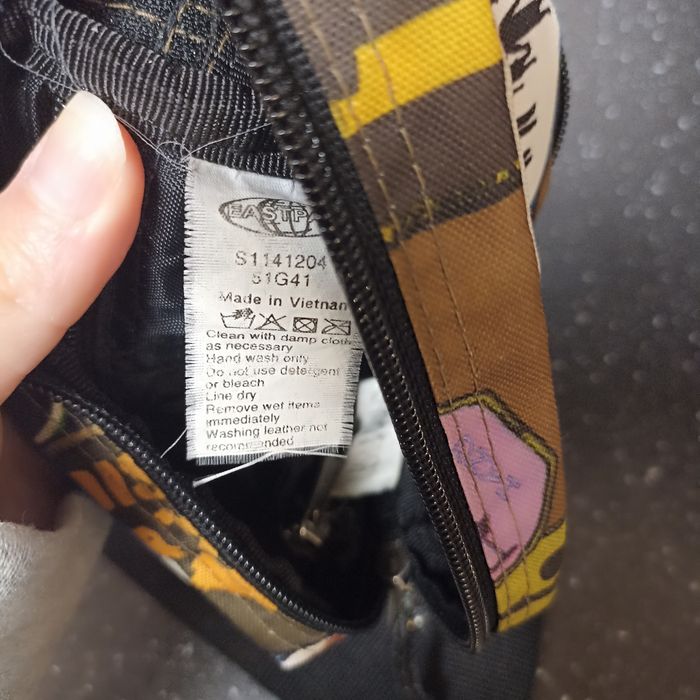 EASTPA
S1141204
51G41
Made in Vietnam
Clean with damp cloth
as necessary
Hand wash only
Do not use detergent
or bleach
Line dry
Remove wet items
immediately
Washing leather not
recommended